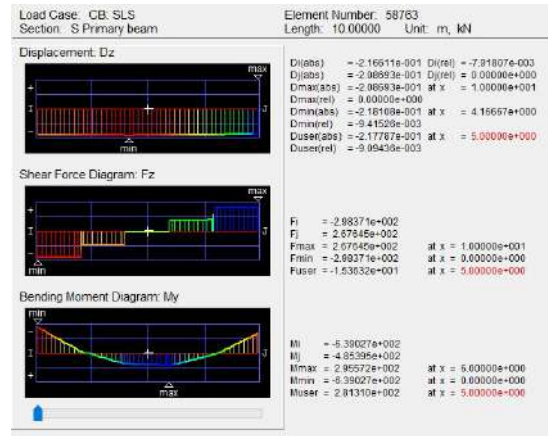 Load Case: CB: SLS
Section: S Primary beam
Element Number: 58763
Length: 10.00000 Unit: m, kN
Displacement: Dz
max
+
I
J
-
min
Di(abs) =-2.16511e-001 Di(rel) =-7.91807e-003
Dj(abs) =-2.08693e-001 Dj(rel) = 0.00000e+000
Dmax(abs) =-2.08693e-001 at x = 1.00000e+001
Dmax(rel) = 0.00000e+000
Dmin(abs) =-2.18108e-001 at x = 4.16667e+000
Dmin(rel) =-9.41526e-003
Duser(abs) =-2.17787e-001 at x = 5.00000e+000
Duser(rel) =-9.09436e-003
Shear Force Diagram: Fz
max
+
I
J
-
min
Fi =-2.98371e+002
Fj = 2.67645e+002
Fmax = 2.67645e+002 at x = 1.00000e+001
Fmin =-2.98371e+002 at x = 0.00000e+000
Fuser =-1.53632e+001 at x = 5.00000e+000
Bending Moment Diagram: My
min
-
I
J
+
max
Mi =-6.39027e+002
Mj =-4.85395e+002
Mmax = 2.95572e+002 at x = 6.00000e+000
Mmin =-6.39027e+002 at x = 0.00000e+000
Muser = 2.81310e+002 at x = 5.00000e+000